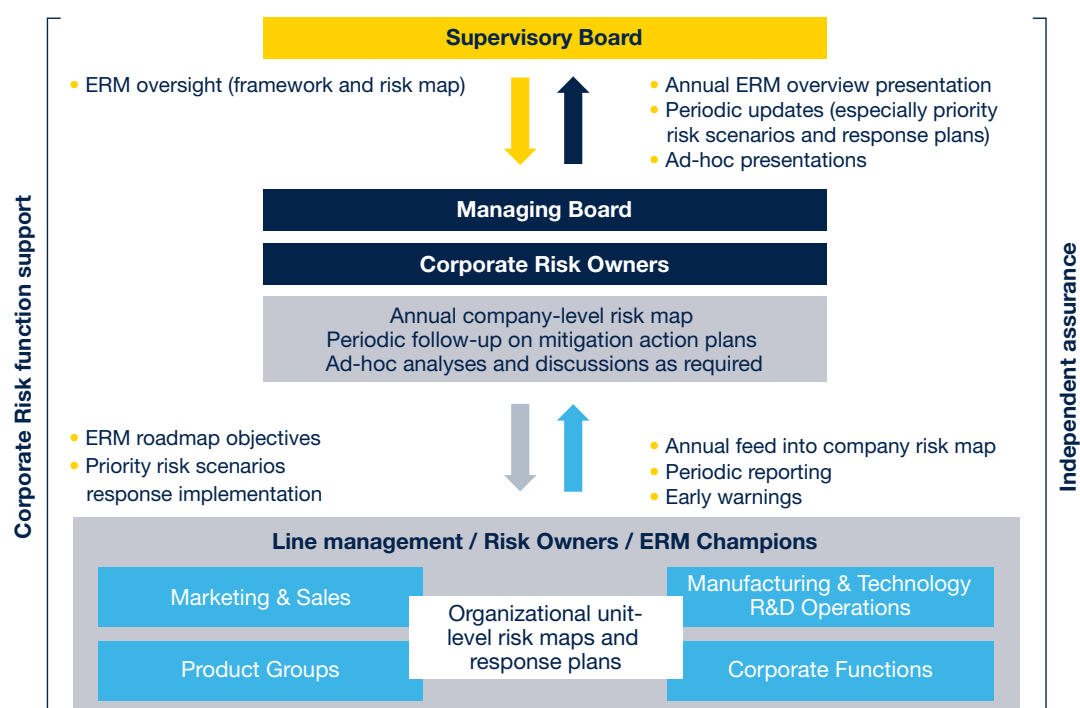 Supervisory Board
• ERM oversight (framework and risk map)
• Annual ERM overview presentation
• Periodic updates (especially priority
risk scenarios and response plans)
• Ad-hoc presentations
Managing Board
Corporate Risk Owners
Annual company-level risk map
Periodic follow-up on mitigation action plans
Ad-hoc analyses and discussions as required
• ERM roadmap objectives
• Priority risk scenarios
response implementation
• Annual feed into company risk map
• Periodic reporting
• Early warnings
Line management / Risk Owners / ERM Champions
Marketing & Sales
Product Groups
Organizational unit-
level risk maps and
response plans
Manufacturing & Technology
R&D Operations
Corporate Functions
Corporate Risk function support
Independent assurance